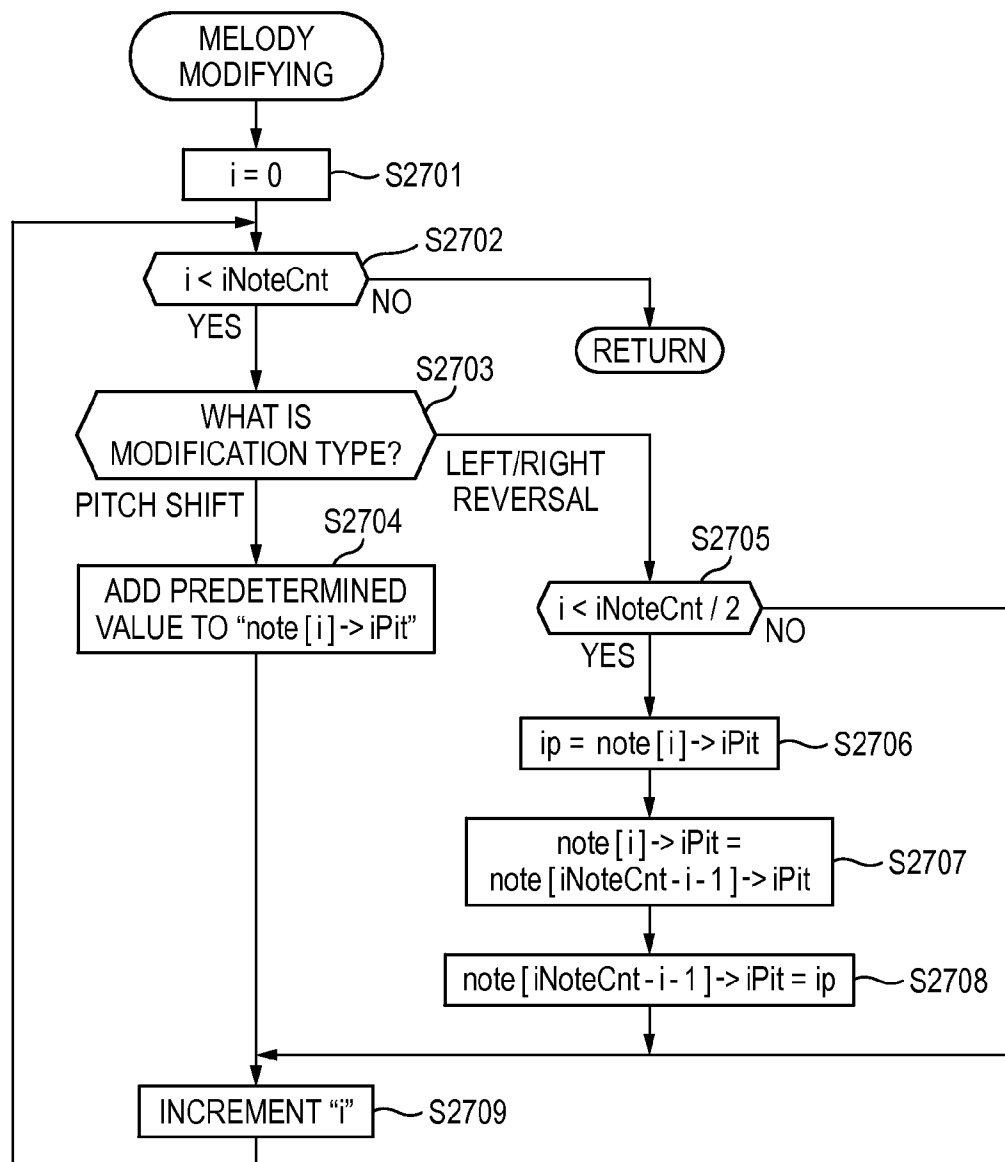 MELODY
MODIFYING
i = 0
S2701
S2702
i < iNoteCnt
NO
YES
RETURN
S2703
WHAT IS
MODIFICATION TYPE?
LEFT/RIGHT
REVERSAL
PITCH SHIFT
S2704
ADD PREDETERMINED
VALUE TO “note [ i ] -> iPit”
S2705
i < iNoteCnt / 2
NO
YES
ip = note [ i ] -> iPit
S2706
note [ i ] -> iPit =
note [ iNoteCnt - i - 1 ] -> iPit
S2707
note [ iNoteCnt - i - 1 ] -> iPit = ip
S2708
INCREMENT “i”
S2709